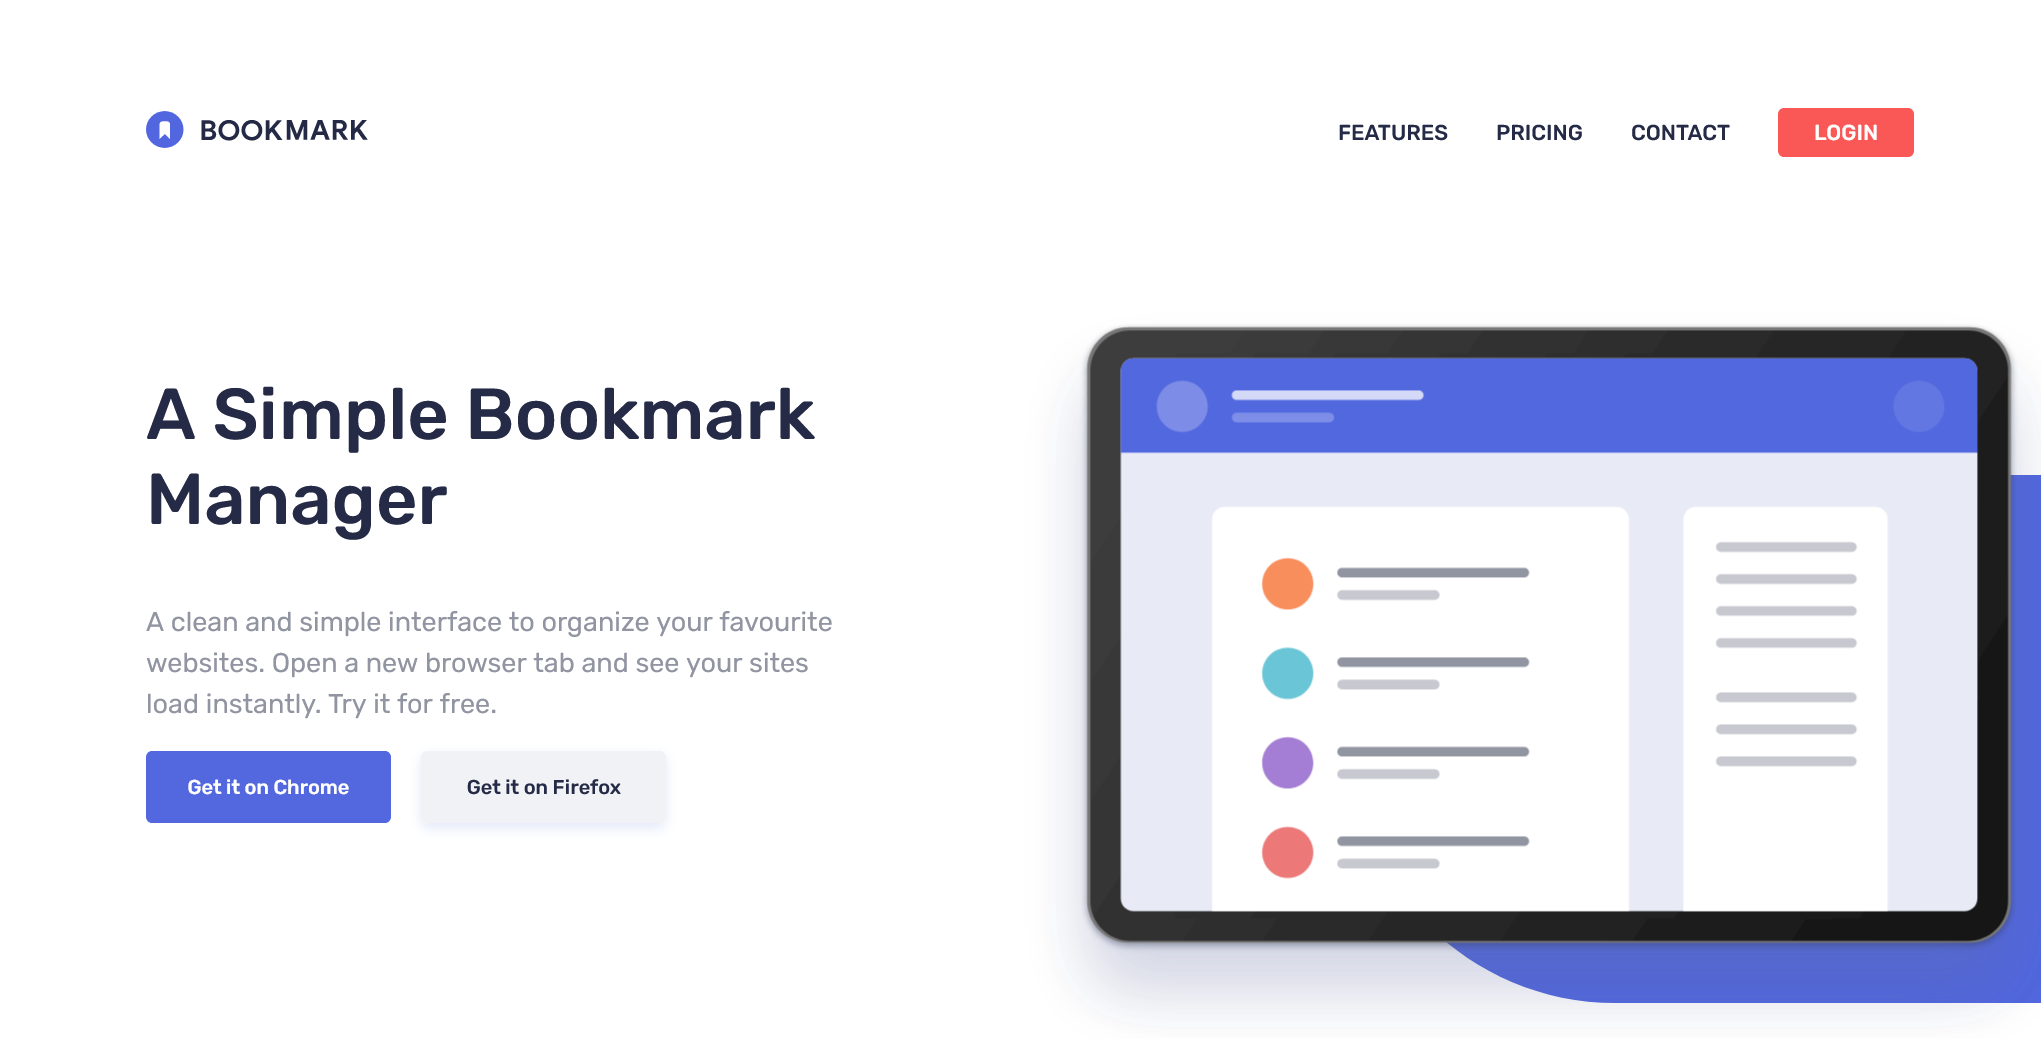 BOOKMARK
FEATURES PRICING CONTACT LOGIN
A Simple Bookmark
Manager
A clean and simple interface to organize your favourite
websites. Open a new browser tab and see your sites
load instantly. Try it for free.
Get it on Chrome Get it on Firefox